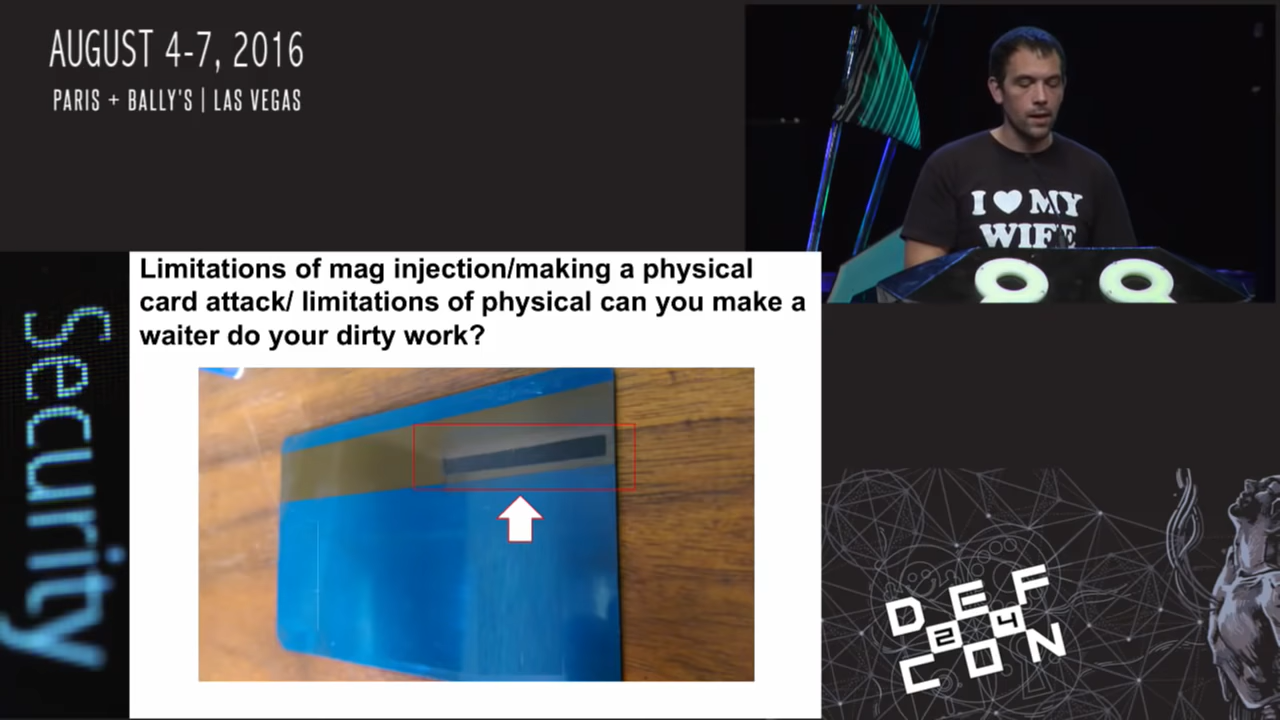 AUGUST 4-7, 2016
PARIS + BALLY'S | LAS VEGAS
I ♥ MY
WIFE
Limitations of mag injection/making a physical
card attack/ limitations of physical can you make a
waiter do your dirty work?
Security
DEF
24
CON